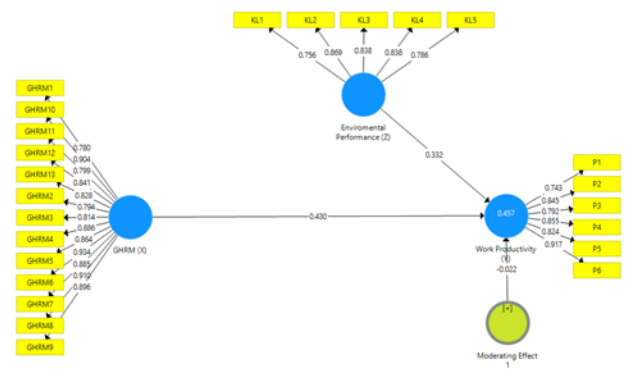 KL1 KL2 KL3 KL4 KL5
0.756 0.869 0.838 0.838 0.786
Enviromental
Performance (Z)
GHRM1
GHRM10
GHRM11
GHRM12
GHRM13
GHRM2
GHRM3
GHRM4
GHRM5
GHRM6
GHRM7
GHRM8
GHRM9
0.780
0.904
0.799
0.841
0.828
0.794
0.814
0.886
0.864
0.934
0.885
0.910
0.896
GHRM (X)
0.430
0.332
0.457
Work Productivity
(Y)
-0.022
0.743
0.845
0.792
0.855
0.824
0.917
P1
P2
P3
P4
P5
P6
[+]
Moderating Effect
1